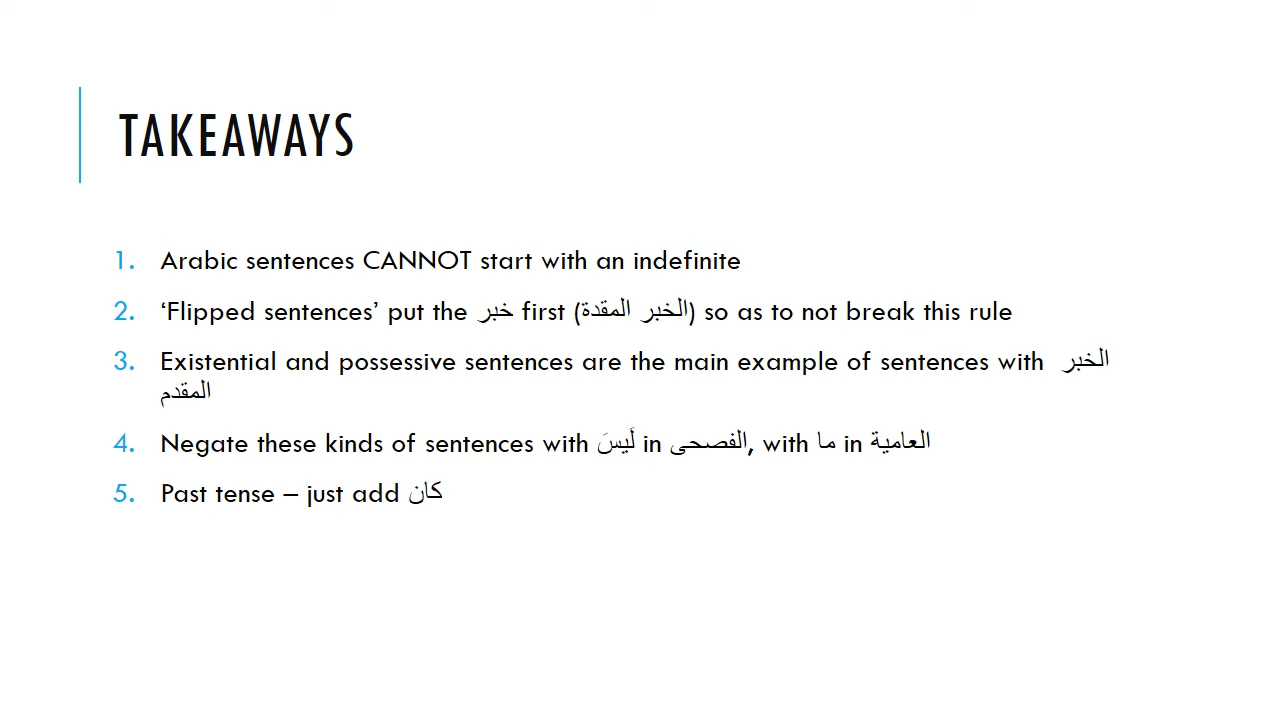 TAKEAWAYS
1. Arabic sentences CANNOT start with an indefinite
2. ‘Flipped sentences’ put the خبر first (الخبر المقدة) so as to not break this rule
3. Existential and possessive sentences are the main example of sentences with الخبر
المقدم
4. Negate these kinds of sentences with لَيسَ in الفصحى, with ما in العامية
5. Past tense – just add كان